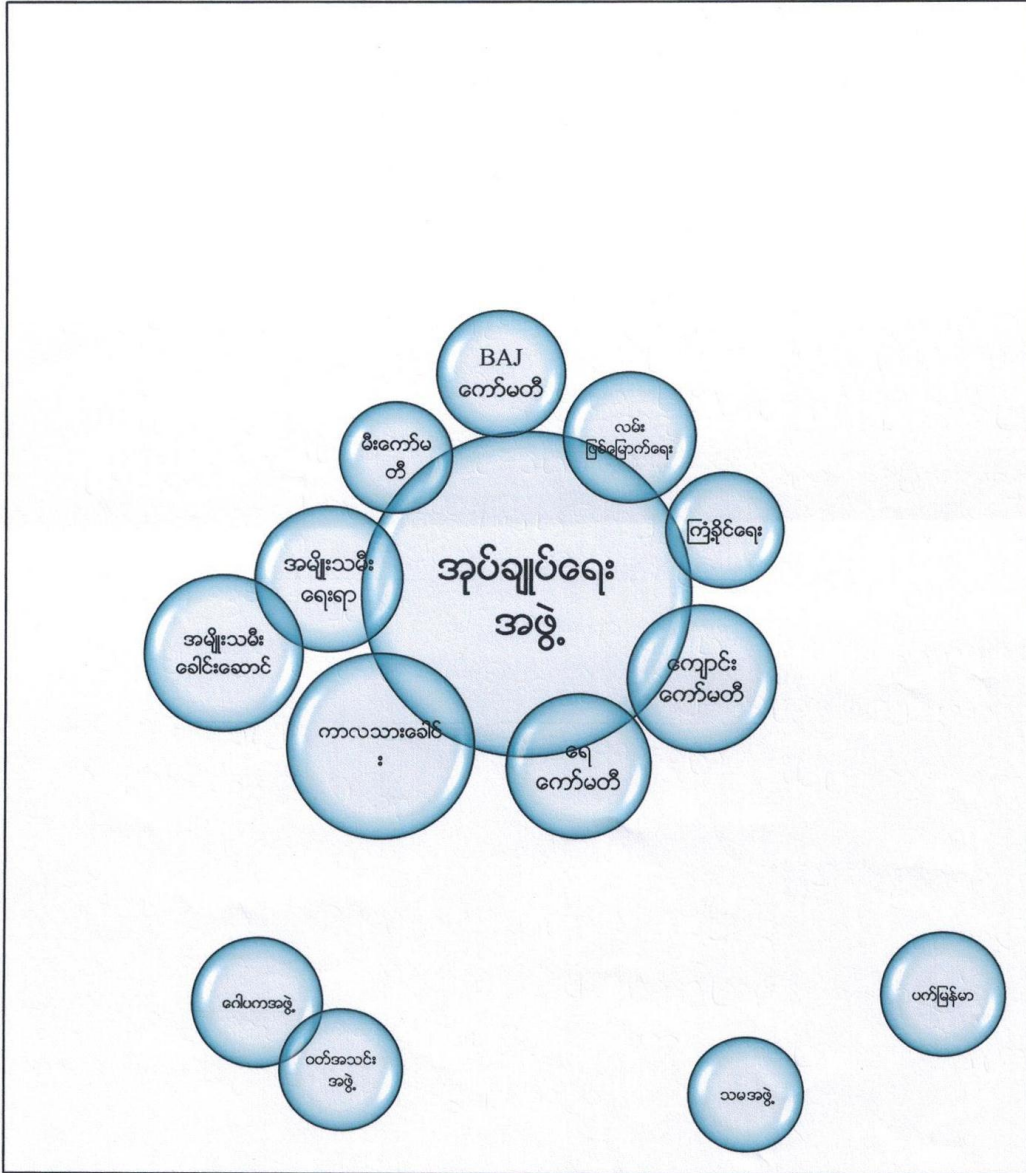 BAJ
ကော်မတီ
လမ်း
ဖြစ်မြောက်ရေး
မီးကော်မ
တီ
ကြံ့ခိုင်ရေး
အမျိုးသမီး
ရေးရာ
အုပ်ချုပ်ရေး
အဖွဲ့
အမျိုးသမီး
ခေါင်းဆောင်
ကျောင်း
ကော်မတီ
ကာလသားခေါင်
း
ရေ
ကော်မတီ
ဂေါပကအဖွဲ့
ဝတ်အသင်း
အဖွဲ့
ပက်မြန်မာ
သမအဖွဲ့